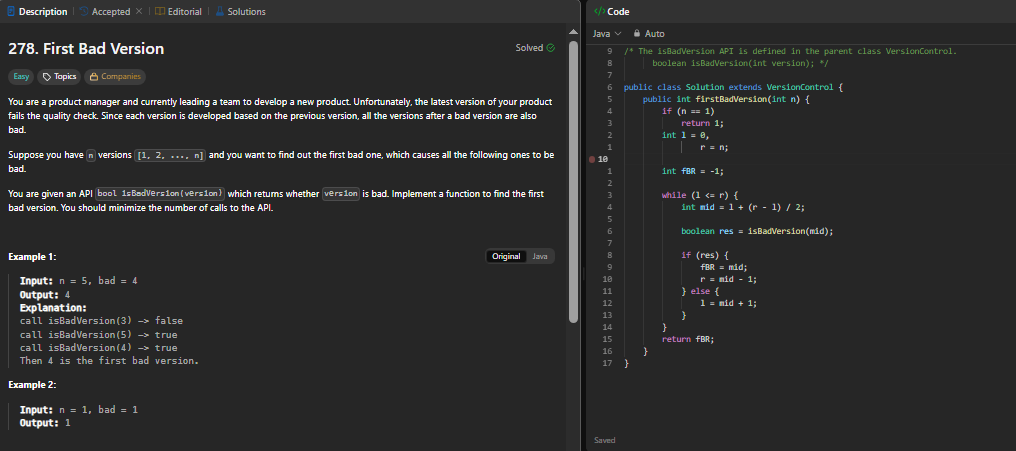 Description
Accepted
Editorial
Solutions
278. First Bad Version
Solved
Easy
Topics
Companies
You are a product manager and currently leading a team to develop a new product. Unfortunately, the latest version of your product
fails the quality check. Since each version is developed based on the previous version, all the versions after a bad version are also
bad.
Suppose you have n versions [1, 2, ..., n] and you want to find out the first bad one, which causes all the following ones to be
bad.
You are given an API bool isBadVersion(version) which returns whether version is bad. Implement a function to find the first
bad version. You should minimize the number of calls to the API.
Example 1:
Original Java
Input: n = 5, bad = 4
Output: 4
Explanation:
call isBadVersion(3) -> false
call isBadVersion(5) -> true
call isBadVersion(4) -> true
Then 4 is the first bad version.
Example 2:
Input: n = 1, bad = 1
Output: 1
</> Code
Java
Auto
9 /* The isBadVersion API is defined in the parent class VersionControl.
8 boolean isBadVersion(int version); */
7
6 public class Solution extends VersionControl {
5 public int firstBadVersion(int n) {
4 if (n == 1)
3 return 1;
2 int l = 0,
1 r = n;
10
1 int fBR = -1;
2
3 while (l <= r) {
4 int mid = l + (r - l) / 2;
5
6 boolean res = isBadVersion(mid);
7
8 if (res) {
9 fBR = mid;
10 r = mid - 1;
11 } else {
12 l = mid + 1;
13 }
14 }
15 return fBR;
16 }
17 }
Saved